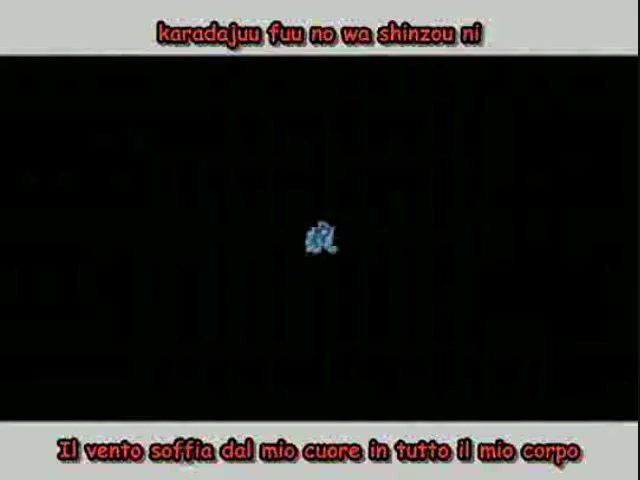 karadajuu fuu no wa shinzou ni
Il vento soffia dal mio cuore in tutto il mio corpo